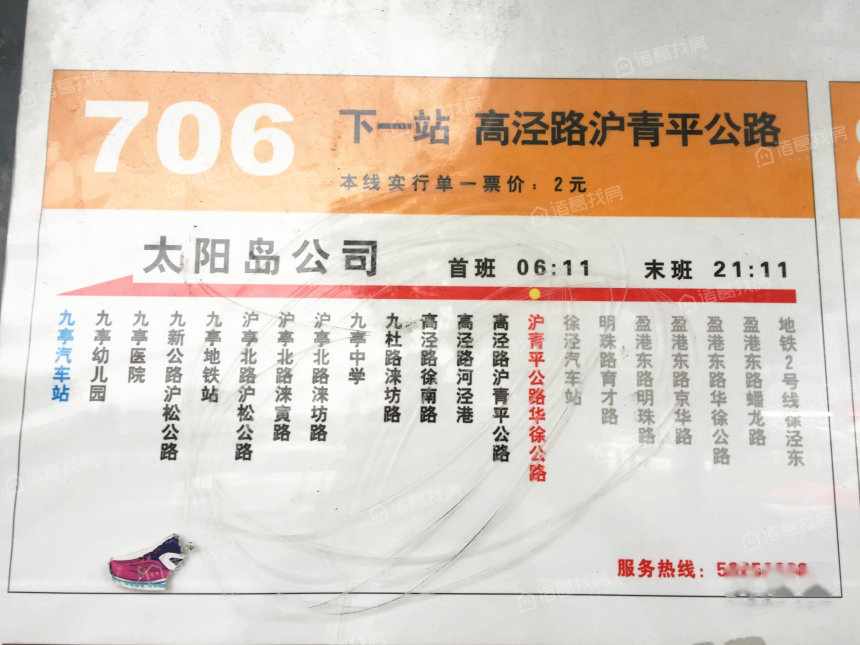 706
下一站 高泾路沪青平公路
本线实行单一票价：2元
太阳岛公司
首班 06:11
末班 21:11
九亭汽车站
九亭幼儿园
九亭医院
九新公路沪松公路
九亭地铁站
沪亭北路沪松公路
沪亭北路涞寅路
沪亭北路涞坊路
九亭中学
九杜路涞坊路
高泾路徐南路
高泾路河泾港
高泾路沪青平公路
沪青平公路华徐公路
徐泾汽车站
明珠路育才路
盈港东路明珠路
盈港东路京华路
盈港东路华徐公路
盈港东路蟠龙路
地铁2号线徐泾东
服务热线：
诸葛找房